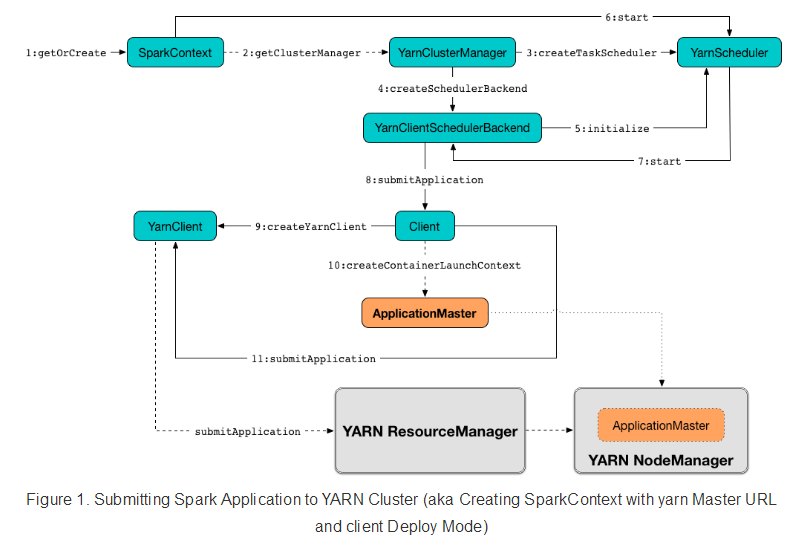 6:start
1:getOrCreate
SparkContext
2:getClusterManager
YarnClusterManager
3:createTaskScheduler
YarnScheduler
4:createSchedulerBackend
YarnClientSchedulerBackend
5:initialize
7:start
8:submitApplication
YarnClient
9:createYarnClient
Client
10:createContainerLaunchContext
ApplicationMaster
11:submitApplication
submitApplication
YARN ResourceManager
ApplicationMaster
YARN NodeManager
Figure 1. Submitting Spark Application to YARN Cluster (aka Creating SparkContext with yarn Master URL
and client Deploy Mode)